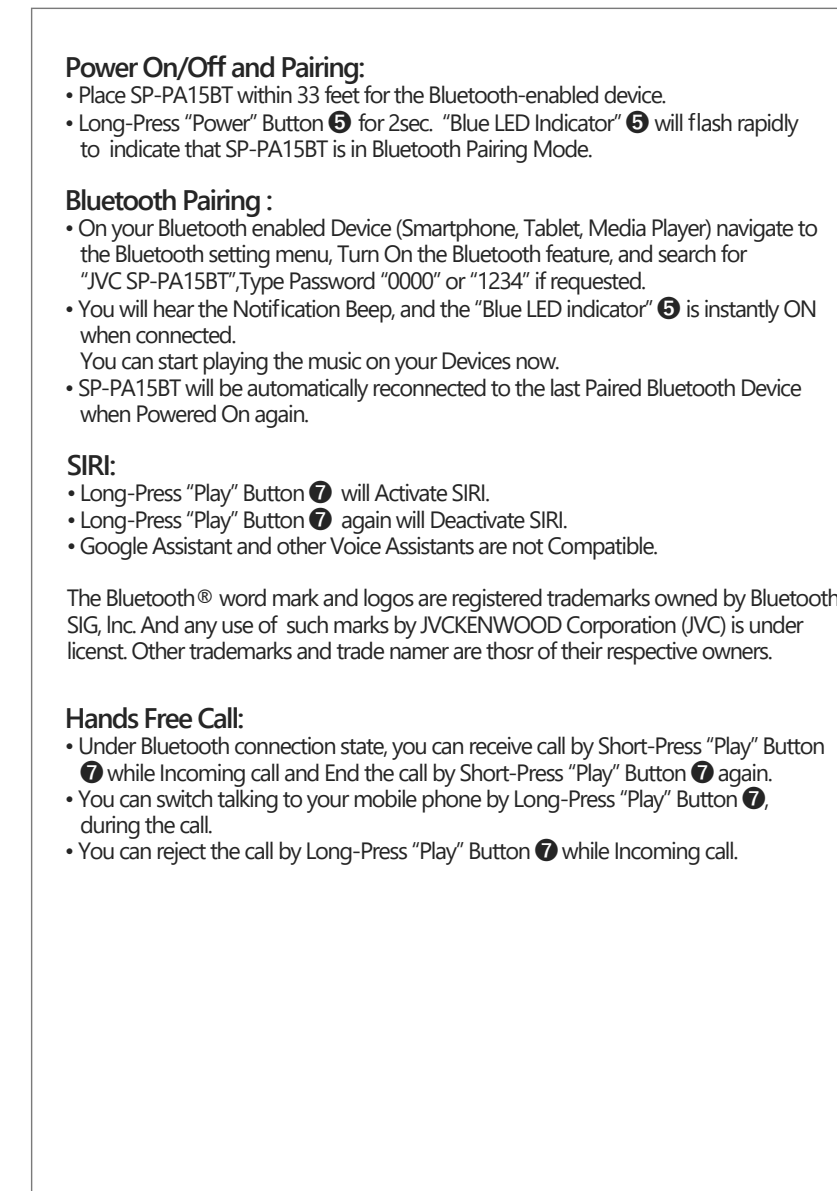 Power On/Off and Pairing:
• Place SP-PA15BT within 33 feet for the Bluetooth-enabled device.
• Long-Press “Power” Button ❺ for 2sec. “Blue LED Indicator” ❺ will flash rapidly
to indicate that SP-PA15BT is in Bluetooth Pairing Mode.
Bluetooth Pairing :
• On your Bluetooth enabled Device (Smartphone, Tablet, Media Player) navigate to
the Bluetooth setting menu, Turn On the Bluetooth feature, and search for
“JVC SP-PA15BT”,Type Password “0000” or “1234” if requested.
• You will hear the Notification Beep, and the “Blue LED indicator” ❺ is instantly ON
when connected.
You can start playing the music on your Devices now.
• SP-PA15BT will be automatically reconnected to the last Paired Bluetooth Device
when Powered On again.
SIRI:
• Long-Press “Play” Button ❼ will Activate SIRI.
• Long-Press “Play” Button ❼ again will Deactivate SIRI.
• Google Assistant and other Voice Assistants are not Compatible.
The Bluetooth® word mark and logos are registered trademarks owned by Bluetooth
SIG, Inc. And any use of such marks by JVCKENWOOD Corporation (JVC) is under
licenst. Other trademarks and trade namer are thosr of their respective owners.
Hands Free Call:
• Under Bluetooth connection state, you can receive call by Short-Press “Play” Button
❼ while Incoming call and End the call by Short-Press “Play” Button ❼ again.
• You can switch talking to your mobile phone by Long-Press “Play” Button ❼,
during the call.
• You can reject the call by Long-Press “Play” Button ❼ while Incoming call.